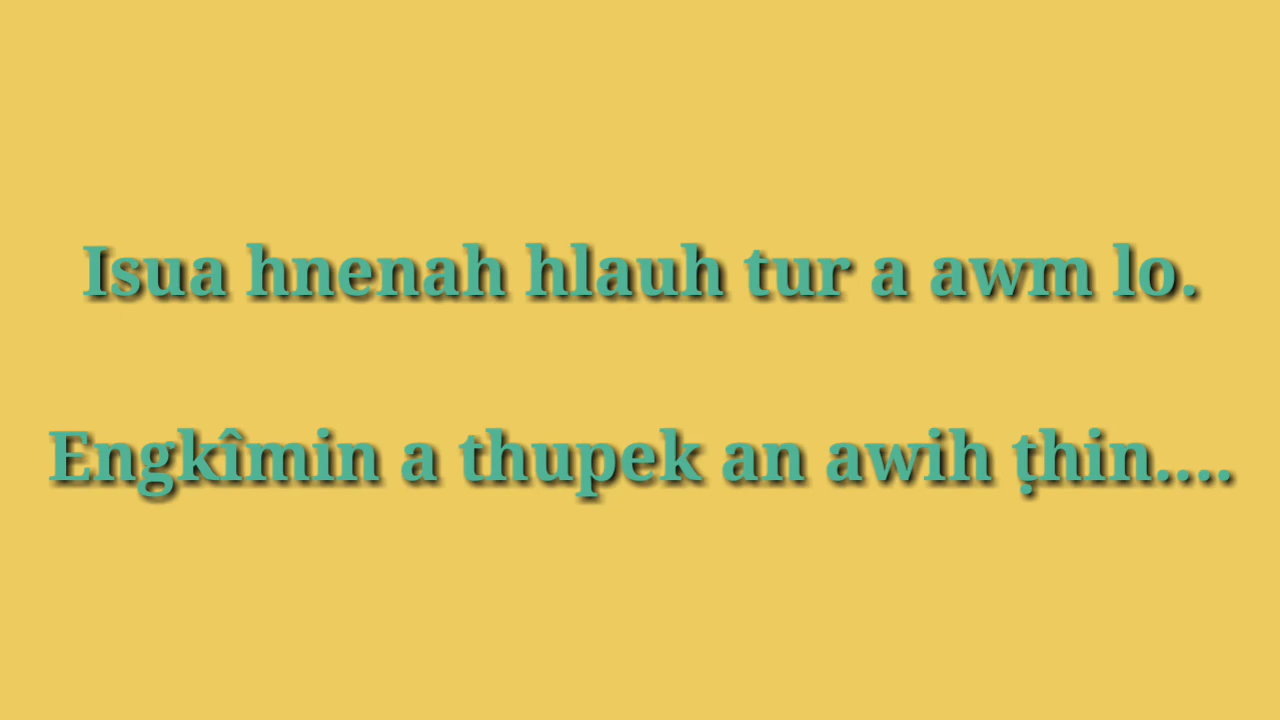 Isua hnenah hlauh tur a awm lo.
Engkîmin a thupek an awih ṭhin....